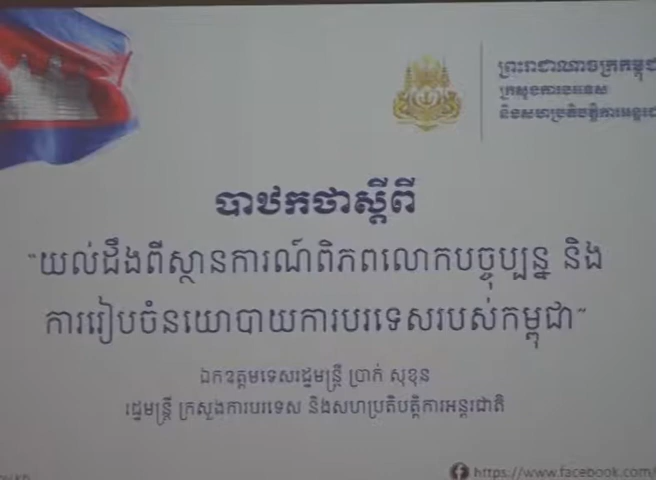 ព្រះរាជាណាចក្រកម្ពុជា
ក្រសួងការបរទេស
និងសហប្រតិបត្តិការអន្តរជា
បាឋកថាស្តីពី
"យល់ដឹងពីស្ថានការណ៍ពិភពលោកបច្ចុប្បន្ន និង
ការរៀបចំនយោបាយការបរទេសរបស់កម្ពុជា"
ឯកឧត្តមទេសរដ្ឋមន្ត្រី ប្រាក់ សុខុន
រដ្ឋមន្ត្រី ក្រសួងការបរទេស និងសហប្រតិបត្តិការអន្តរជាតិ
https://www.facebook.com/